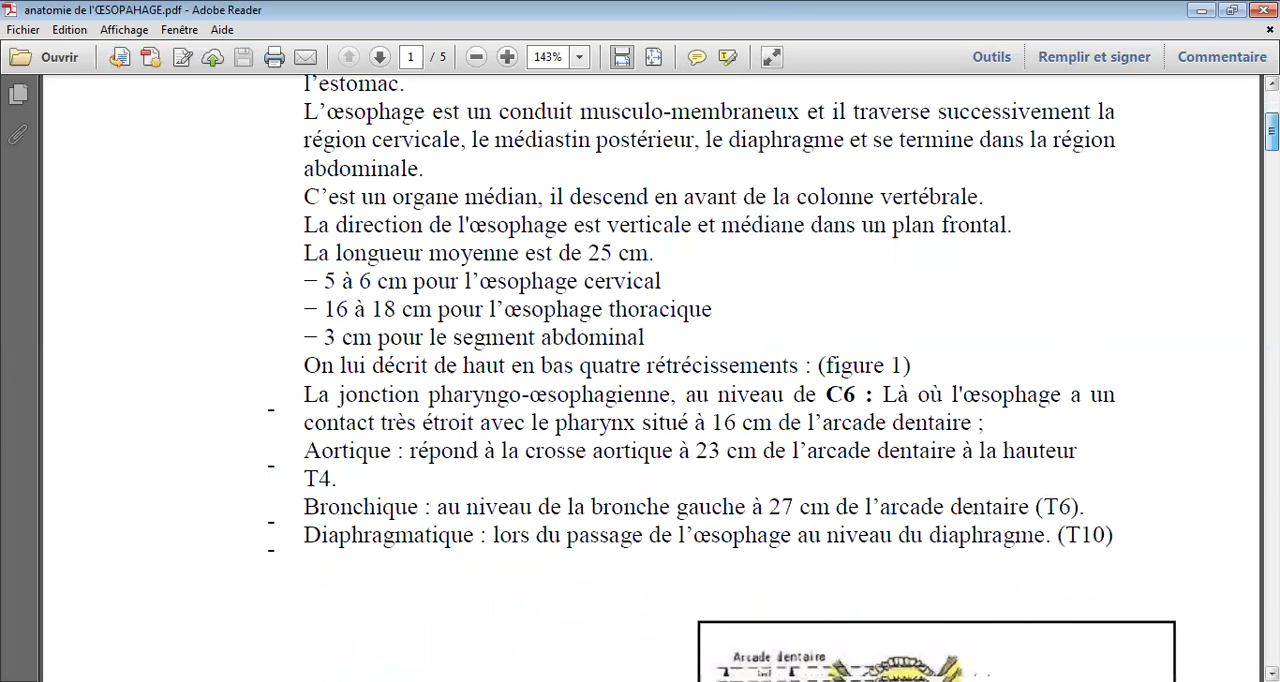 anatomie de l'ŒSOPAHAGE.pdf - Adobe Reader
Fichier Edition Affichage Fenêtre Aide
Ouvrir 1 / 5 143% Outils Remplir et signer Commentaire
l’estomac.
L’œsophage est un conduit musculo-membraneux et il traverse successivement la
région cervicale, le médiastin postérieur, le diaphragme et se termine dans la région
abdominale.
C’est un organe médian, il descend en avant de la colonne vertébrale.
La direction de l'œsophage est verticale et médiane dans un plan frontal.
La longueur moyenne est de 25 cm.
− 5 à 6 cm pour l’œsophage cervical
− 16 à 18 cm pour l’œsophage thoracique
− 3 cm pour le segment abdominal
On lui décrit de haut en bas quatre rétrécissements : (figure 1)
- La jonction pharyngo-œsophagienne, au niveau de C6 : Là où l'œsophage a un
contact très étroit avec le pharynx situé à 16 cm de l’arcade dentaire ;
- Aortique : répond à la crosse aortique à 23 cm de l’arcade dentaire à la hauteur
T4.
- Bronchique : au niveau de la bronche gauche à 27 cm de l’arcade dentaire (T6).
- Diaphragmatique : lors du passage de l’œsophage au niveau du diaphragme. (T10)
Arcade dentaire